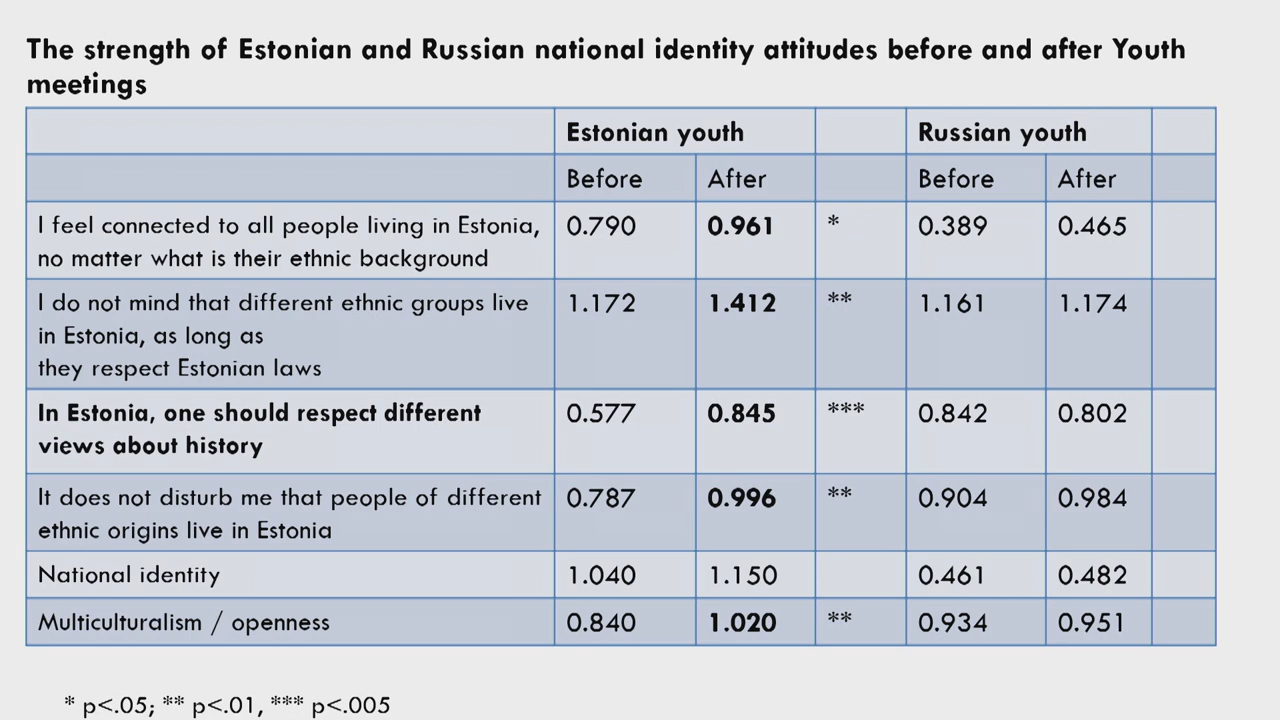 The strength of Estonian and Russian national identity attitudes before and after Youth
meetings
Estonian youth Russian youth
Before After Before After
I feel connected to all people living in Estonia, 0.790 0.961 * 0.389 0.465
no matter what is their ethnic background
I do not mind that different ethnic groups live 1.172 1.412 ** 1.161 1.174
in Estonia, as long as
they respect Estonian laws
In Estonia, one should respect different 0.577 0.845 *** 0.842 0.802
views about history
It does not disturb me that people of different 0.787 0.996 ** 0.904 0.984
ethnic origins live in Estonia
National identity 1.040 1.150 0.461 0.482
Multiculturalism / openness 0.840 1.020 ** 0.934 0.951
* p<.05; ** p<.01, *** p<.005